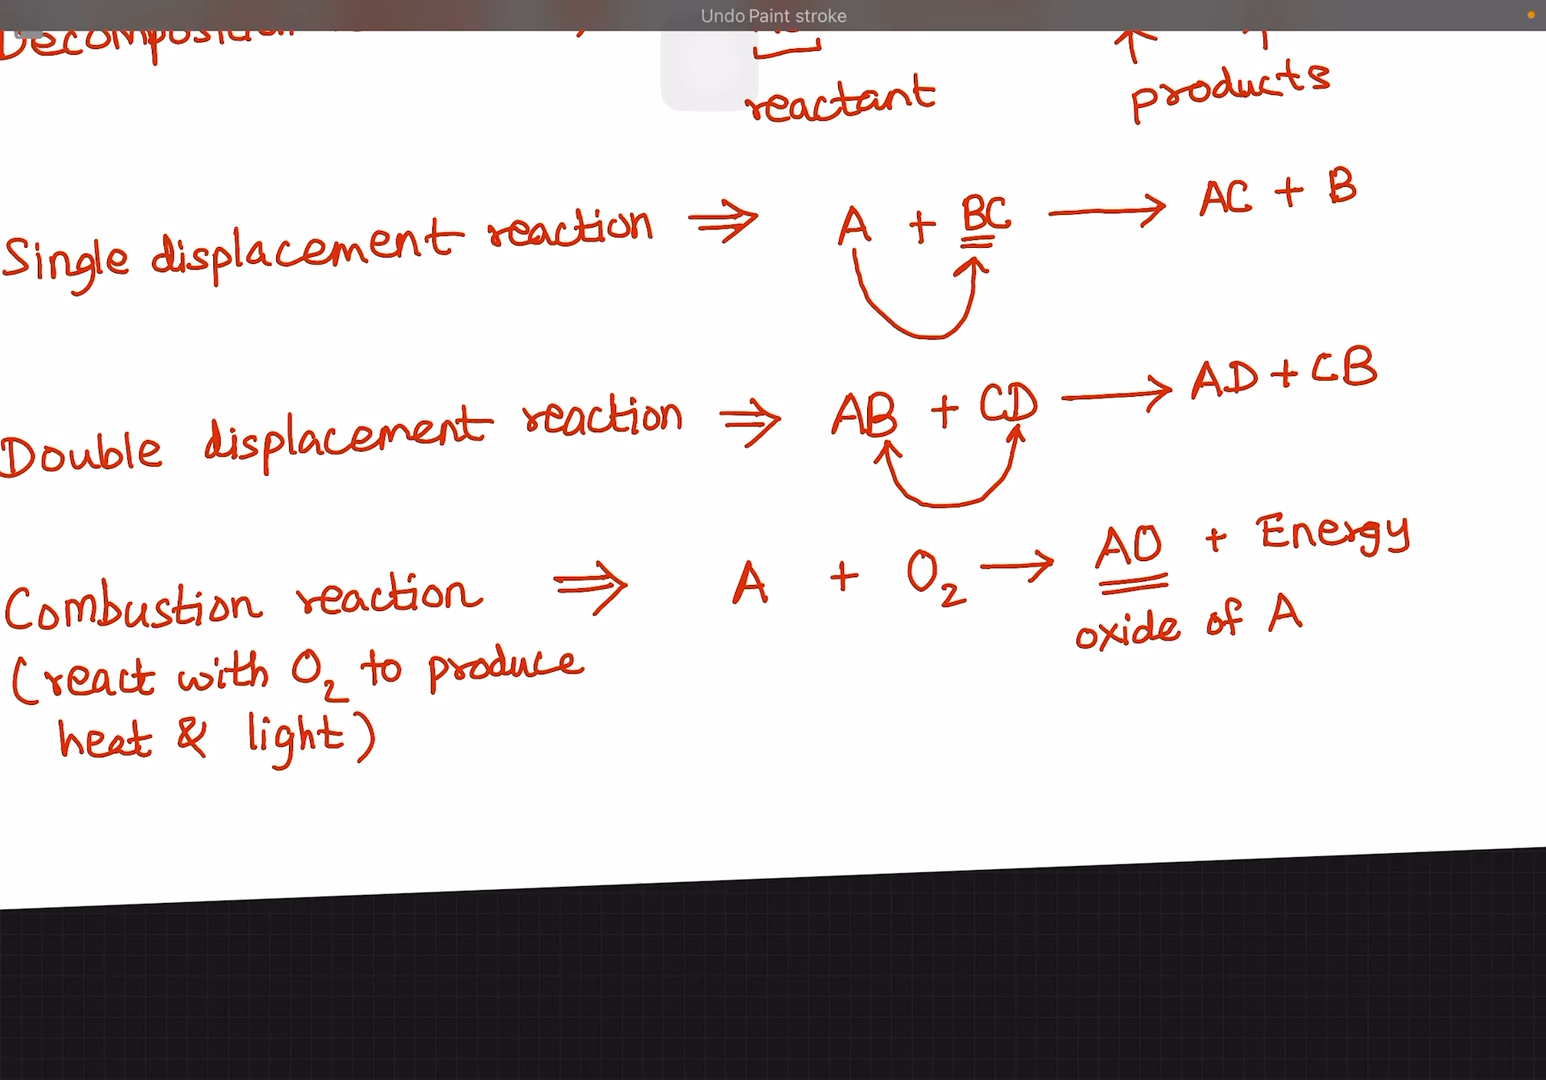 Undo Paint stroke
Decomposition
reactant
products
Single displacement reaction ⇒ A + BC → AC + B
Double displacement reaction ⇒ AB + CD → AD + CB
Combustion reaction ⇒ A + O₂ → AO + Energy
oxide of A
(react with O₂ to produce
heat & light)